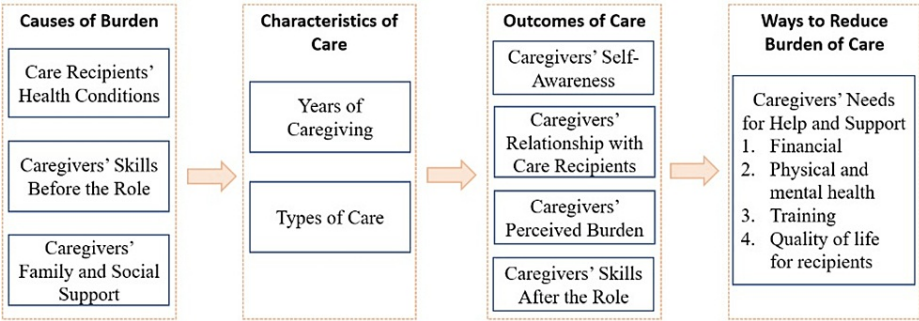 Causes of Burden
Care Recipients'
Health Conditions
Caregivers' Skills
Before the Role
Caregivers'
Family and Social
Support
Characteristics of
Care
Years of
Caregiving
Types of Care
Outcomes of Care
Caregivers' Self-
Awareness
Caregivers'
Relationship with
Care Recipients
Caregivers'
Perceived Burden
Caregivers' Skills
After the Role
Ways to Reduce
Burden of Care
Caregivers' Needs
for Help and Support
1. Financial
2. Physical and
mental health
3. Training
4. Quality of life
for recipients